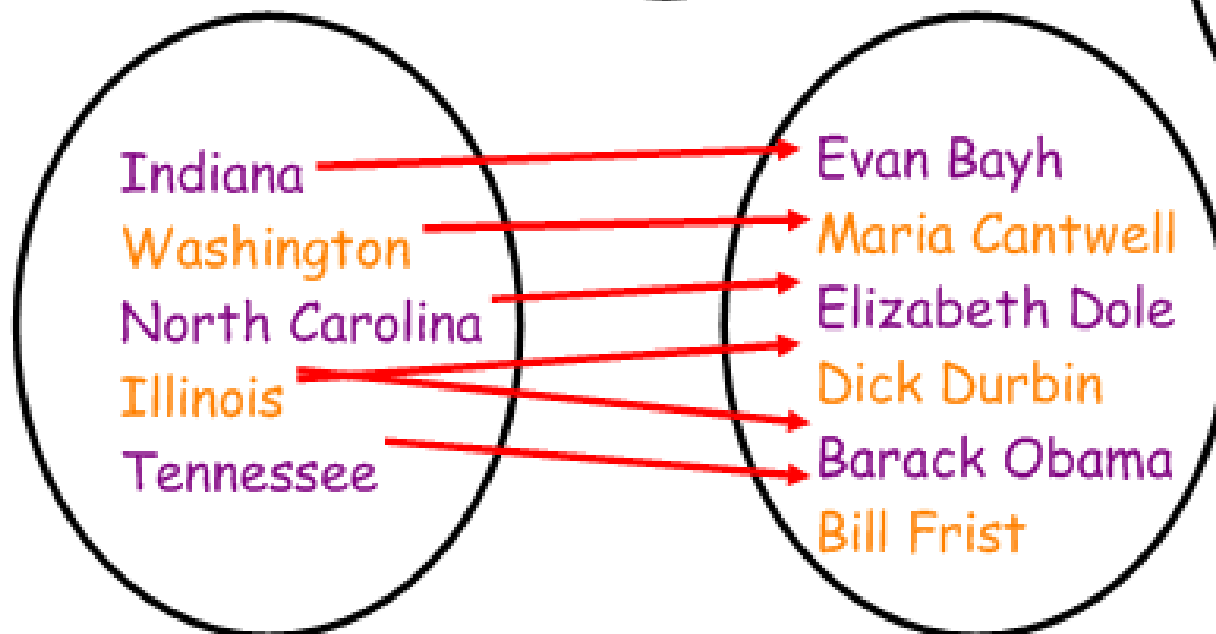 Indiana
Washington
North Carolina
Illinois
Tennessee
Evan Bayh
Maria Cantwell
Elizabeth Dole
Dick Durbin
Barack Obama
Bill Frist